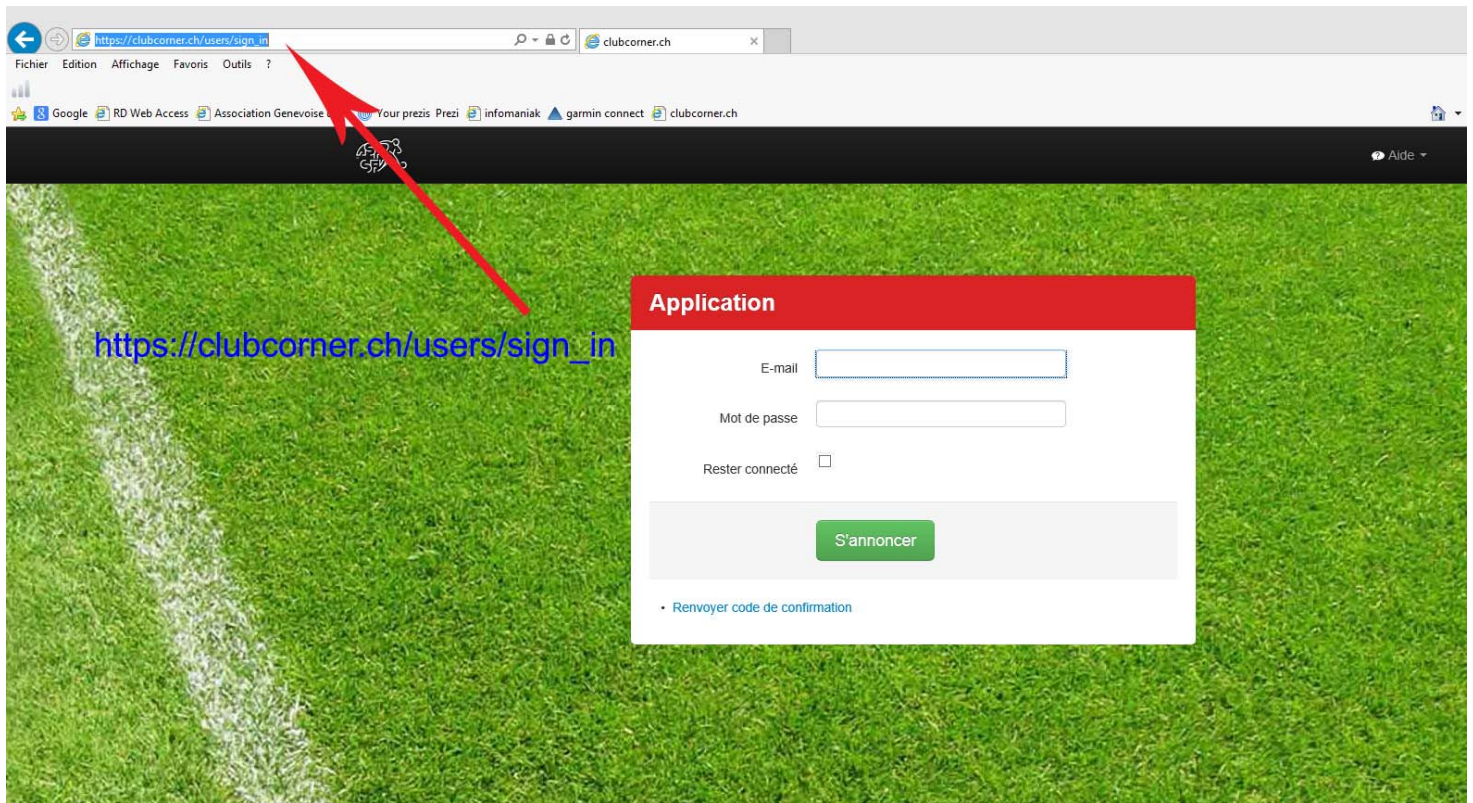 https://clubcorner.ch/users/sign_in
clubcorner.ch
Fichier Edition Affichage Favoris Outils ?
Google RD Web Access Association Genevoise Your prezis Prezi infomaniak garmin connect clubcorner.ch
ASF
SFV
Aide
Application
https://clubcorner.ch/users/sign_in
E-mail
Mot de passe
Rester connecté
S'annoncer
Renvoyer code de confirmation